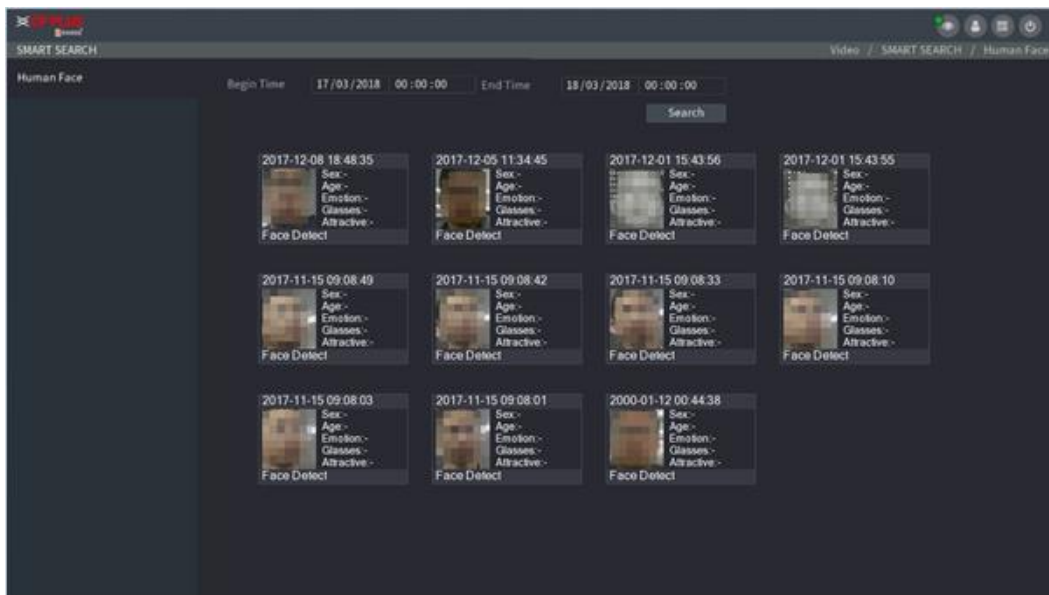 CP PLUS
SMART SEARCH
Video / SMART SEARCH / Human Face
Human Face
Begin Time 17/03/2018 00:00:00 End Time 18/03/2018 00:00:00
Search
2017-12-08 18:48:35
Sex:-
Age:-
Emotion:-
Glasses:-
Attractive:-
Face Detect
2017-12-05 11:34:45
Sex:-
Age:-
Emotion:-
Glasses:-
Attractive:-
Face Detect
2017-12-01 15:43:56
Sex:-
Age:-
Emotion:-
Glasses:-
Attractive:-
Face Detect
2017-12-01 15:43:55
Sex:-
Age:-
Emotion:-
Glasses:-
Attractive:-
Face Detect
2017-11-15 09:08:49
Sex:-
Age:-
Emotion:-
Glasses:-
Attractive:-
Face Detect
2017-11-15 09:08:42
Sex:-
Age:-
Emotion:-
Glasses:-
Attractive:-
Face Detect
2017-11-15 09:08:33
Sex:-
Age:-
Emotion:-
Glasses:-
Attractive:-
Face Detect
2017-11-15 09:08:10
Sex:-
Age:-
Emotion:-
Glasses:-
Attractive:-
Face Detect
2017-11-15 09:08:03
Sex:-
Age:-
Emotion:-
Glasses:-
Attractive:-
Face Detect
2017-11-15 09:08:01
Sex:-
Age:-
Emotion:-
Glasses:-
Attractive:-
Face Detect
2000-01-12 00:44:38
Sex:-
Age:-
Emotion:-
Glasses:-
Attractive:-
Face Detect